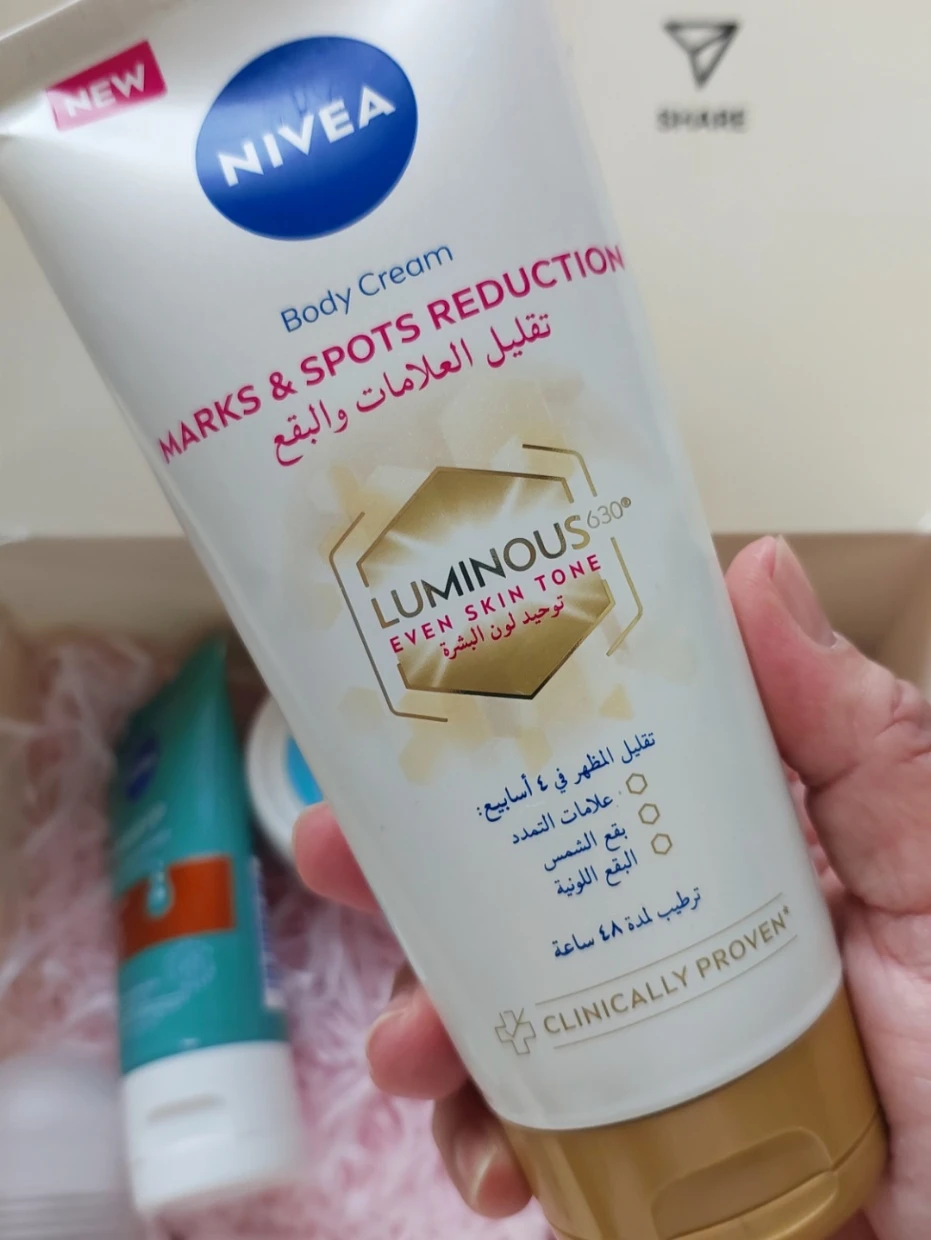 SHARE
NEW
NIVEA
Body Cream
MARKS & SPOTS REDUCTION
تقليل العلامات والبقع
LUMINOUS630®
EVEN SKIN TONE
توحيد لون البشرة
تقليل المظهر في ٤ أسابيع:
علامات التمدد
بقع الشمس
البقع اللونية
ترطيب لمدة ٤٨ ساعة
CLINICALLY PROVEN*